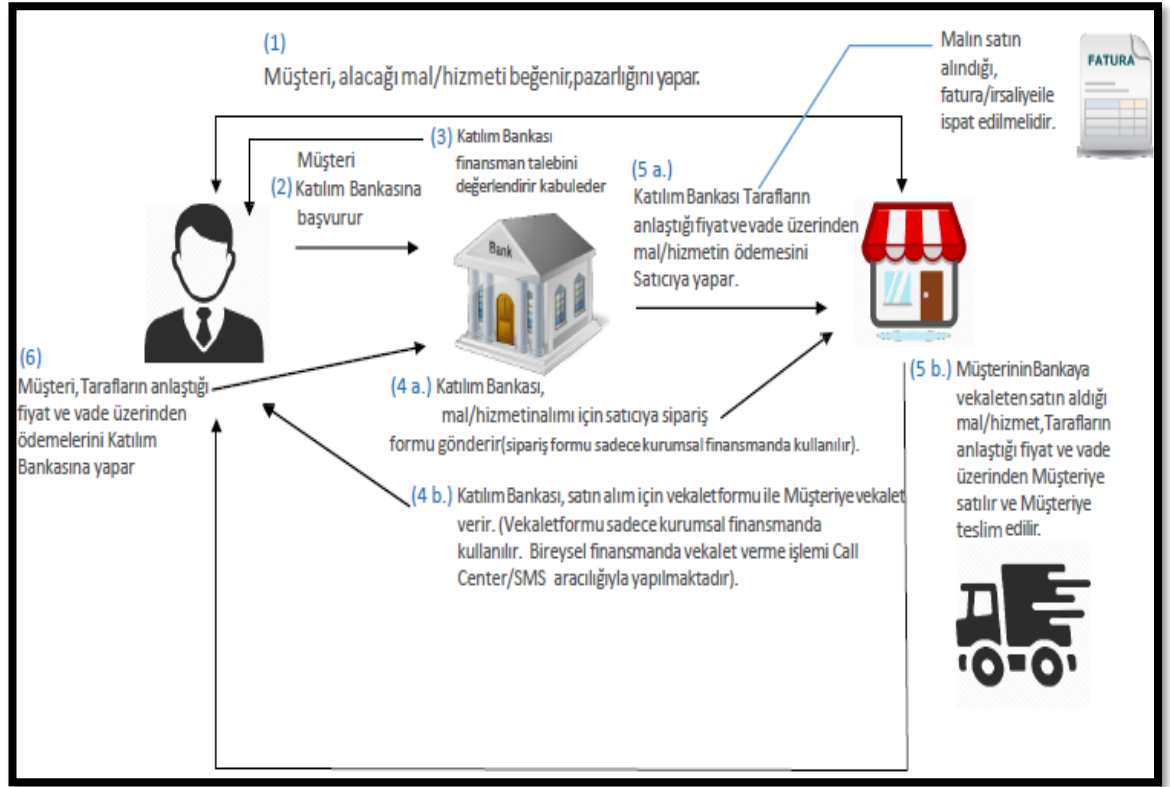 (1)
Müşteri, alacağı mal/hizmeti beğenir,pazarlığını yapar.
Malın satın
alındığı,
fatura/irsaliyeile
ispat edilmelidir.
FATURA
(2)
Müşteri
Katılım Bankasına
başvurur
(3) Katılım Bankası
finansman talebini
değerlendirir kabuleder
Bank
(5 a.)
Katılım Bankası Tarafların
anlaştığı fiyat ve vade üzerinden
mal/hizmetin ödemesini
Satıcıya yapar.
(4 a.) Katılım Bankası,
mal/hizmetinalımı için satıcıya sipariş
formu gönderir(sipariş formu sadece kurumsal finansmanda kullanılır).
(4 b.) Katılım Bankası, satın alım için vekalet formu ile Müşteriye vekalet
verir. (Vekaletformu sadece kurumsal finansmanda
kullanılır. Bireysel finansmanda vekalet verme işlemi Call
Center/SMS aracılığıyla yapılmaktadır).
(5 b.) MüşterininBankaya
vekaleten satın aldığı
mal/hizmet,Tarafların
anlaştığı fiyat ve vade
üzerinden Müşteriye
satılır ve Müşteriye
teslim edilir.
(6)
Müşteri, Tarafların anlaştığı
fiyat ve vade üzerinden
ödemelerini Katılım
Bankasına yapar